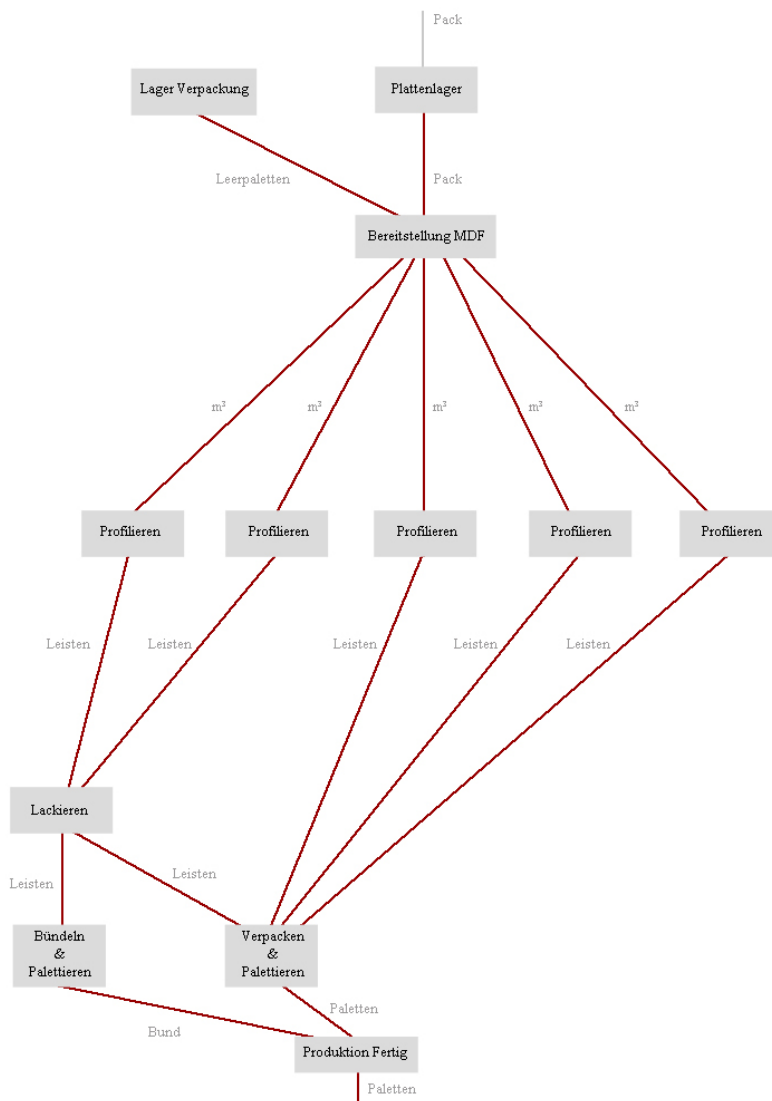 Pack
Lager Verpackung
Plattenlager
Leerpaletten
Pack
Bereitstellung MDF
m³
m³
m³
m³
m³
Profilieren
Profilieren
Profilieren
Profilieren
Profilieren
Leisten
Leisten
Leisten
Leisten
Leisten
Lackieren
Leisten
Leisten
Bündeln
&
Palettieren
Verpacken
&
Palettieren
Paletten
Bund
Produktion Fertig
Paletten